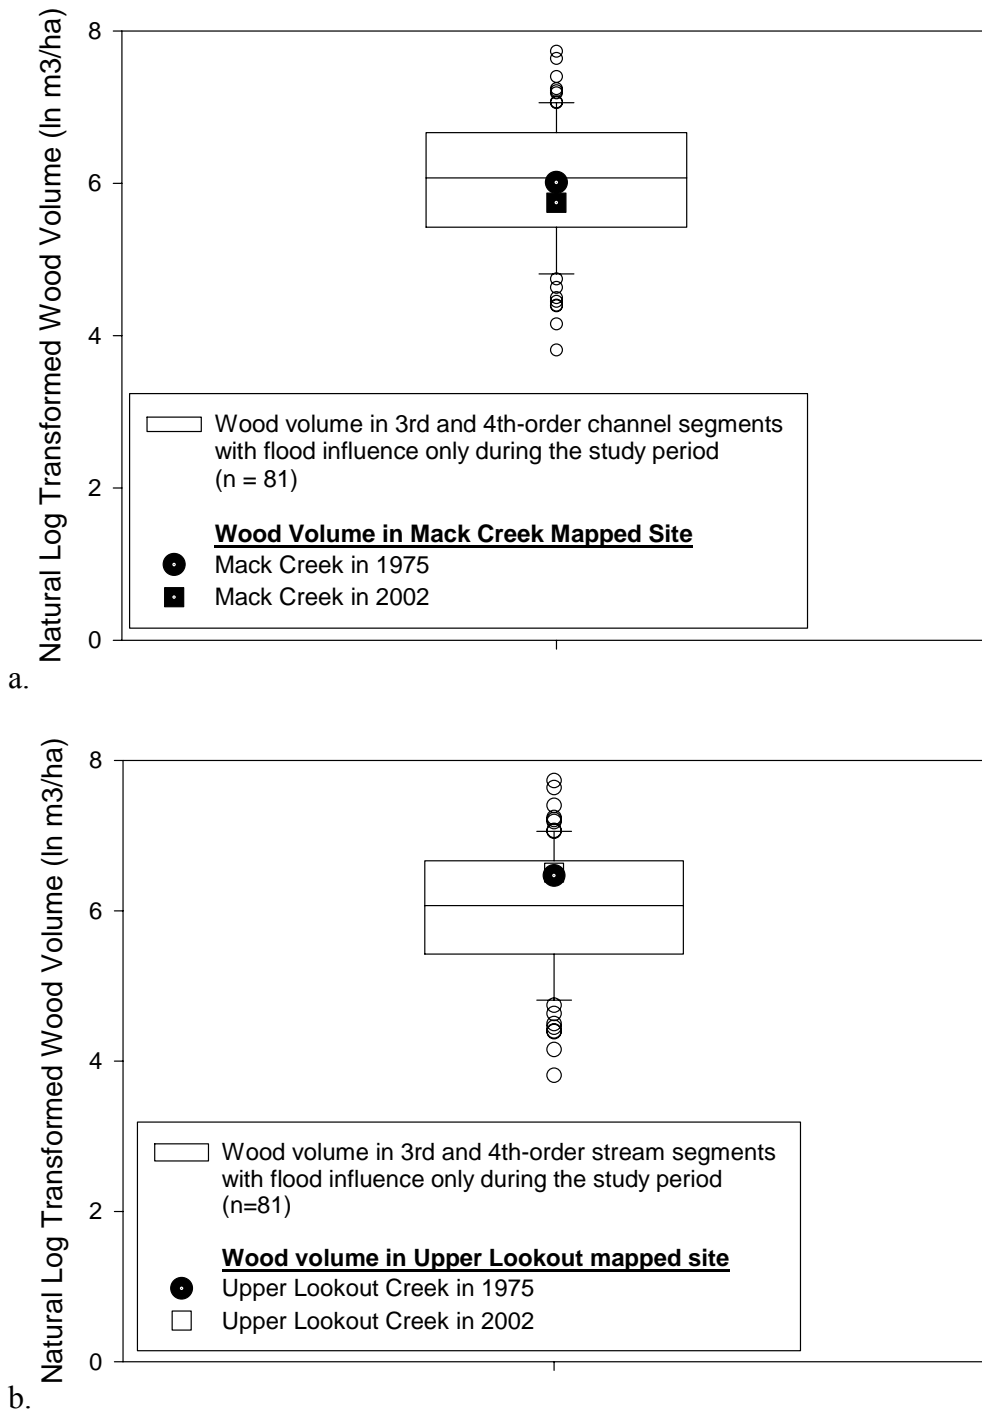 Natural Log Transformed Wood Volume (ln m3/ha)
8
6
4
2
0
Wood volume in 3rd and 4th-order channel segments
with flood influence only during the study period
(n = 81)
Wood Volume in Mack Creek Mapped Site
Mack Creek in 1975
Mack Creek in 2002
a.
Natural Log Transformed Wood Volume (ln m3/ha)
8
6
4
2
0
Wood volume in 3rd and 4th-order stream segments
with flood influence only during the study period
(n=81)
Wood volume in Upper Lookout mapped site
Upper Lookout Creek in 1975
Upper Lookout Creek in 2002
b.